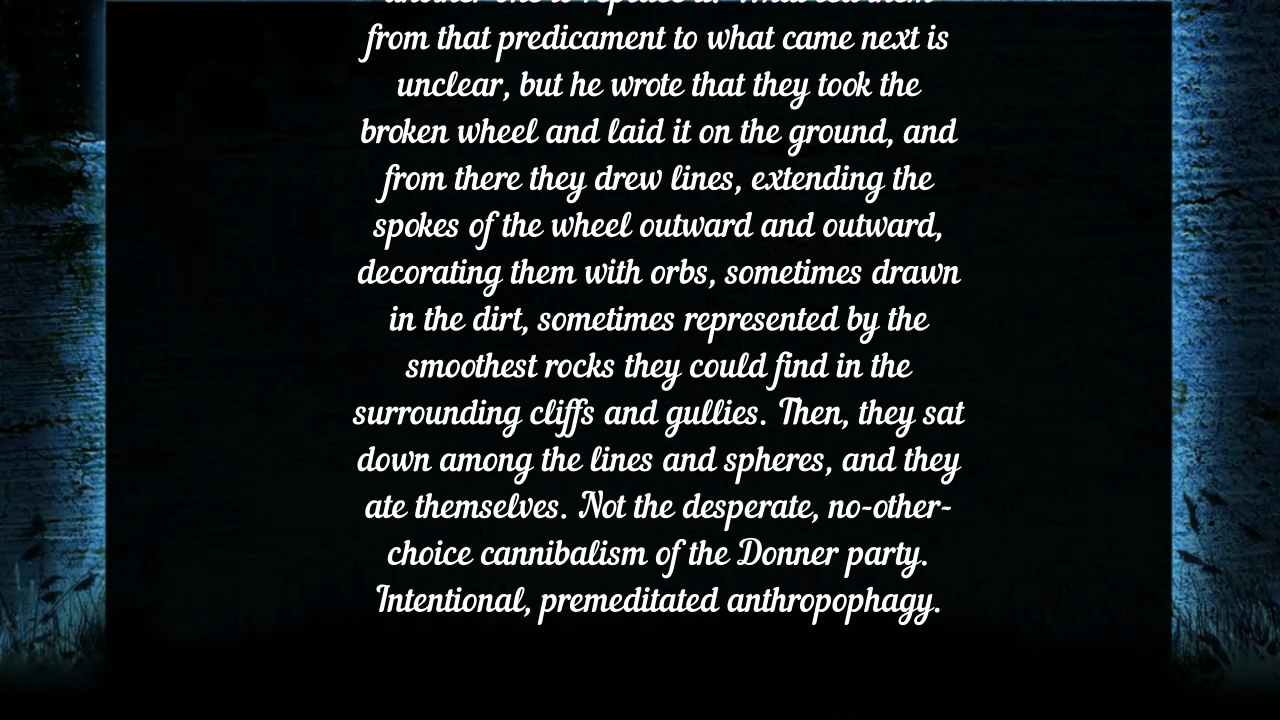 from that predicament to what came next is
unclear, but he wrote that they took the
broken wheel and laid it on the ground, and
from there they drew lines, extending the
spokes of the wheel outward and outward,
decorating them with orbs, sometimes drawn
in the dirt, sometimes represented by the
smoothest rocks they could find in the
surrounding cliffs and gullies. Then, they sat
down among the lines and spheres, and they
ate themselves. Not the desperate, no-other-
choice cannibalism of the Donner party.
Intentional, premeditated anthropophagy.